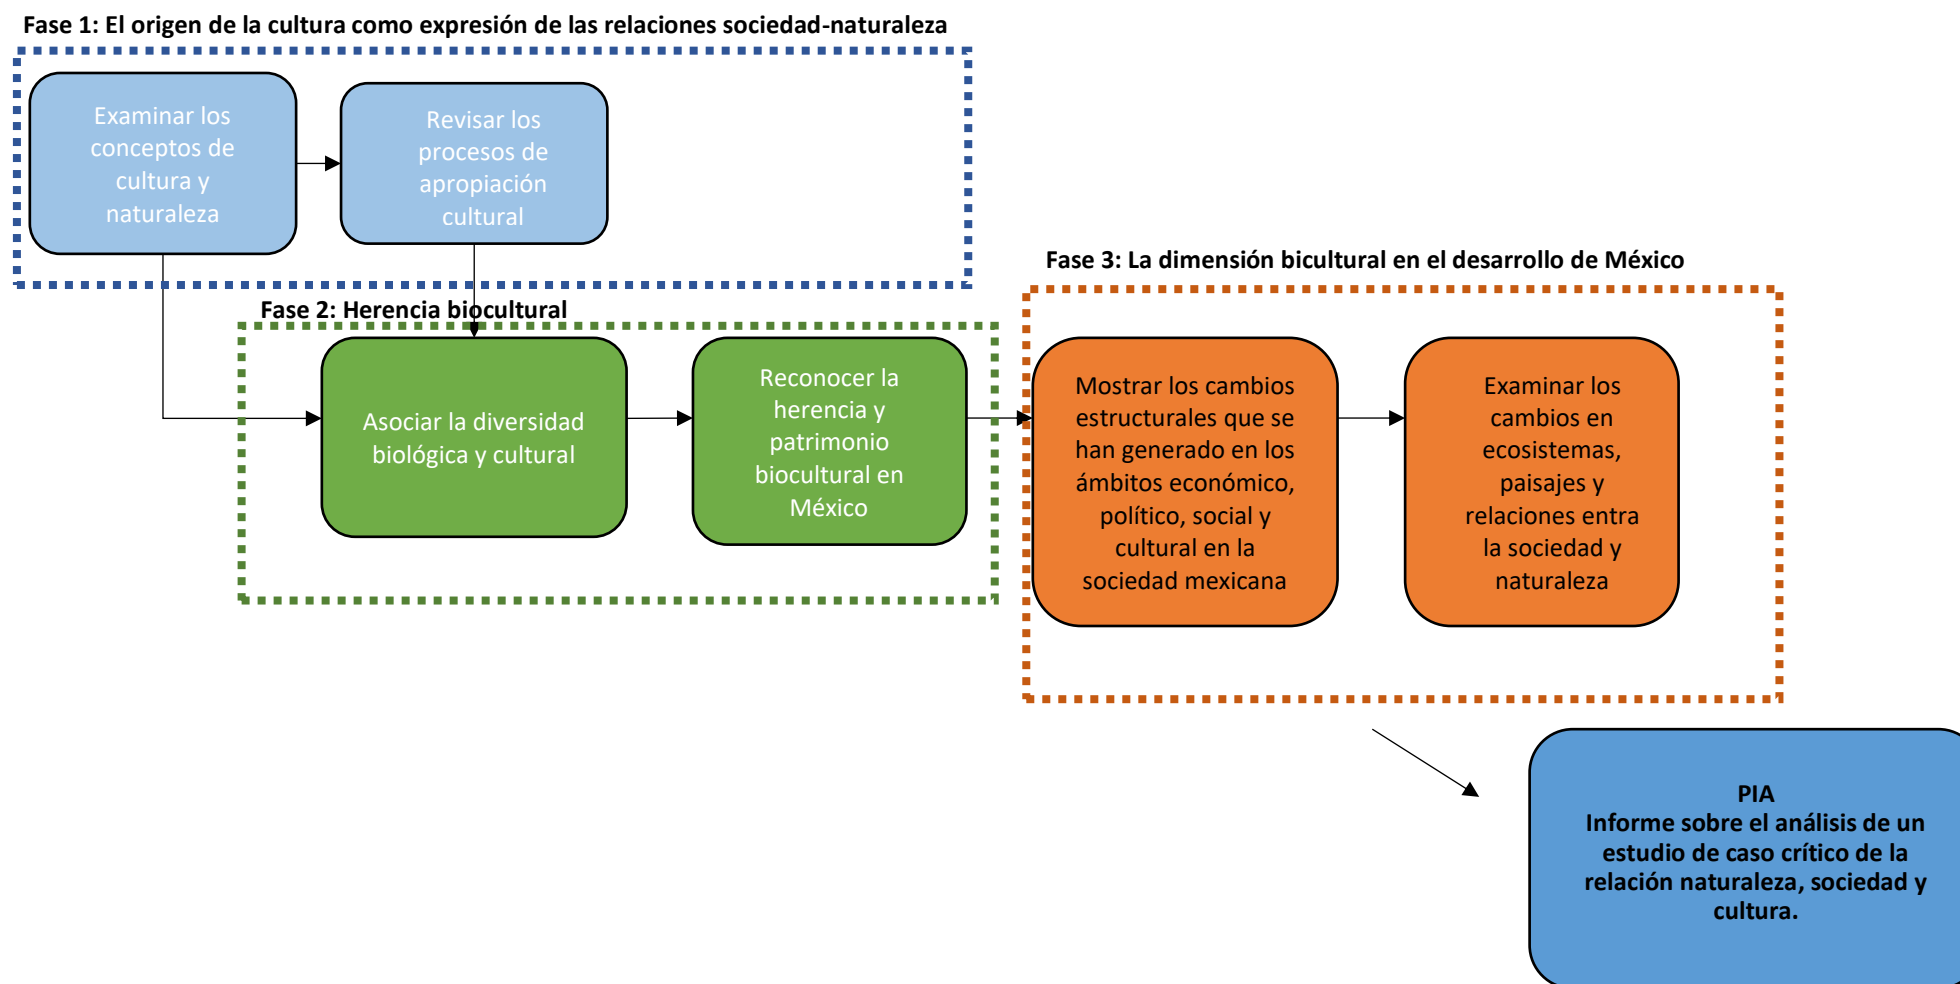 Fase 1: El origen de la cultura como expresión de las relaciones sociedad-naturaleza
Examinar los
conceptos de
cultura y
naturaleza
Revisar los
procesos de
apropiación
cultural
Fase 2: Herencia biocultural
Asociar la diversidad
biológica y cultural
Reconocer la
herencia y
patrimonio
biocultural en
México
Fase 3: La dimensión bicultural en el desarrollo de México
Mostrar los cambios
estructurales que se
han generado en los
ámbitos económico,
político, social y
cultural en la
sociedad mexicana
Examinar los
cambios en
ecosistemas,
paisajes y
relaciones entra
la sociedad y
naturaleza
PIA
Informe sobre el análisis de un
estudio de caso crítico de la
relación naturaleza, sociedad y
cultura.